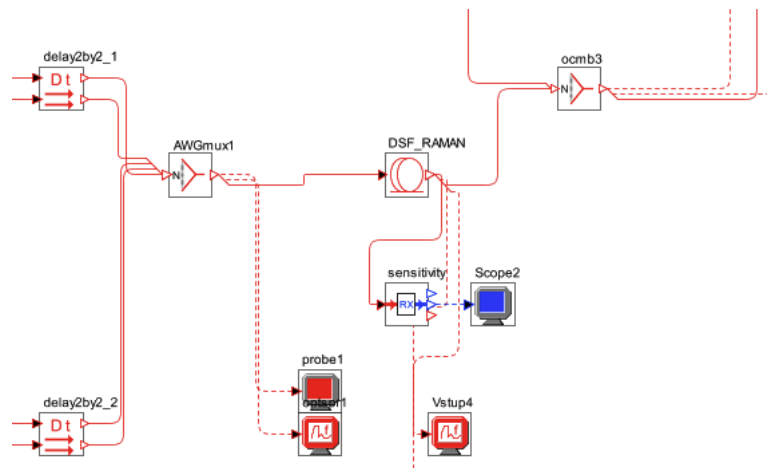 delay2by2_1
Dt
ocmb3
N
AWGmux1
N
DSF_RAMAN
sensitivity
RX
Scope2
probe1
delay2by2_2
Dt
Vstup4